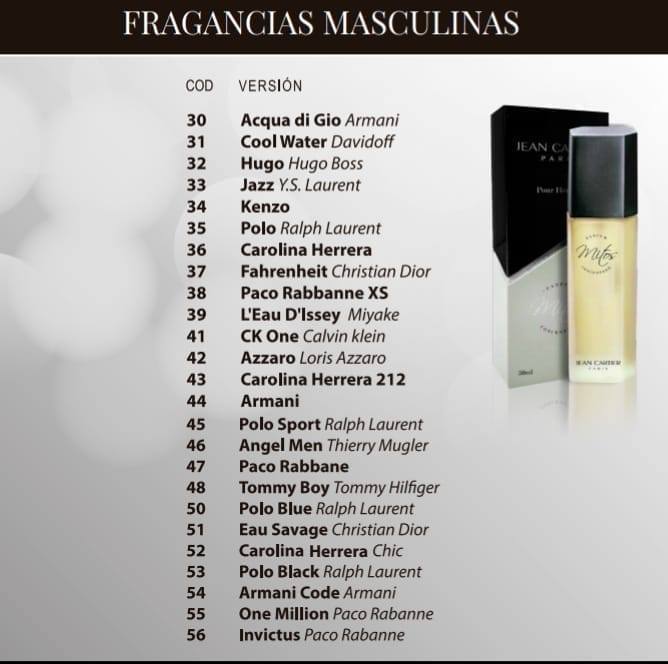 FRAGANCIAS MASCULINAS
COD VERSIÓN
30 Acqua di Gio Armani
31 Cool Water Davidoff
32 Hugo Hugo Boss
33 Jazz Y.S. Laurent
34 Kenzo
35 Polo Ralph Laurent
36 Carolina Herrera
37 Fahrenheit Christian Dior
38 Paco Rabbanne XS
39 L'Eau D'Issey Miyake
41 CK One Calvin klein
42 Azzaro Loris Azzaro
43 Carolina Herrera 212
44 Armani
45 Polo Sport Ralph Laurent
46 Angel Men Thierry Mugler
47 Paco Rabbane
48 Tommy Boy Tommy Hilfiger
50 Polo Blue Ralph Laurent
51 Eau Savage Christian Dior
52 Carolina Herrera Chic
53 Polo Black Ralph Laurent
54 Armani Code Armani
55 One Million Paco Rabanne
56 Invictus Paco Rabanne
JEAN CA
PARI
Pour Ho
Mitos
JEAN CARTIER
PARIS